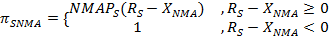 π_SNMA = { NMAP_S(R_S − X_NMA) , R_S − X_NMA ≥ 0
1 , R_S − X_NMA < 0